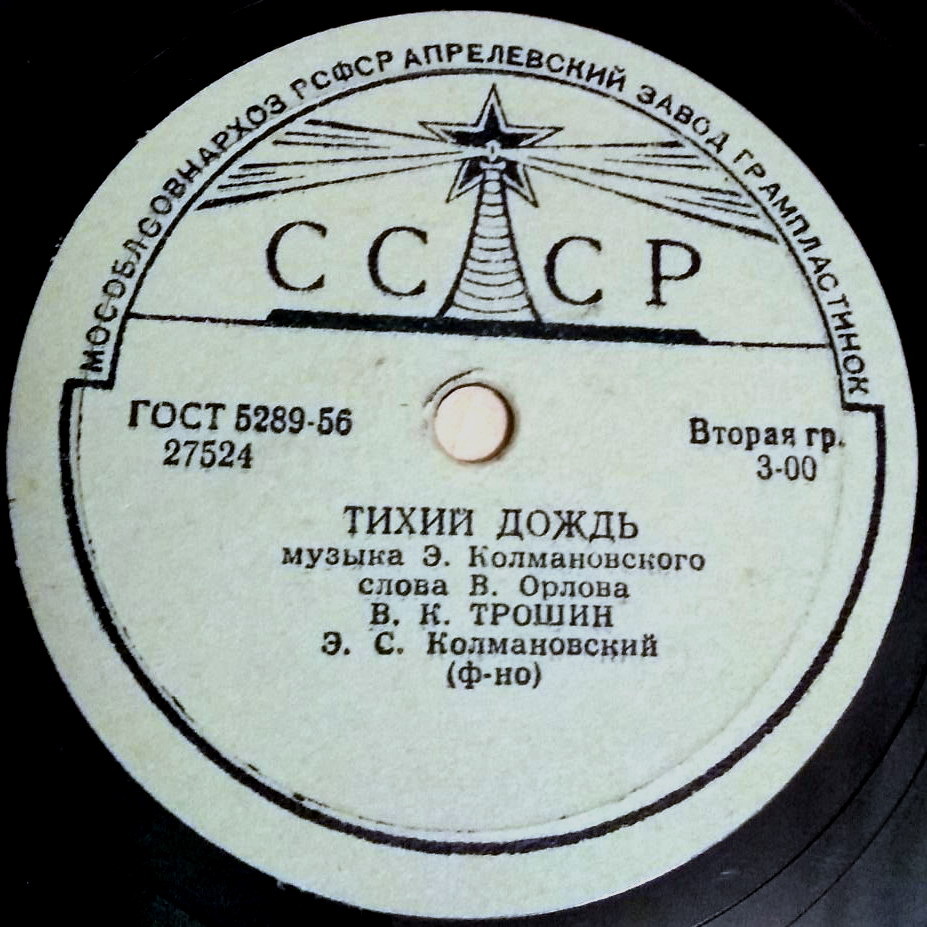 МОСОБЛСОВНАРХОЗ РСФСР АПРЕЛЕВСКИЙ ЗАВОД ГРАМПЛАСТИНОК
СССР
ГОСТ 5289-56
27524
Вторая гр.
3-00
ТИХИЙ ДОЖДЬ
музыка Э. Колмановского
слова В. Орлова
В. К. ТРОШИН
Э. С. Колмановский
(ф-но)